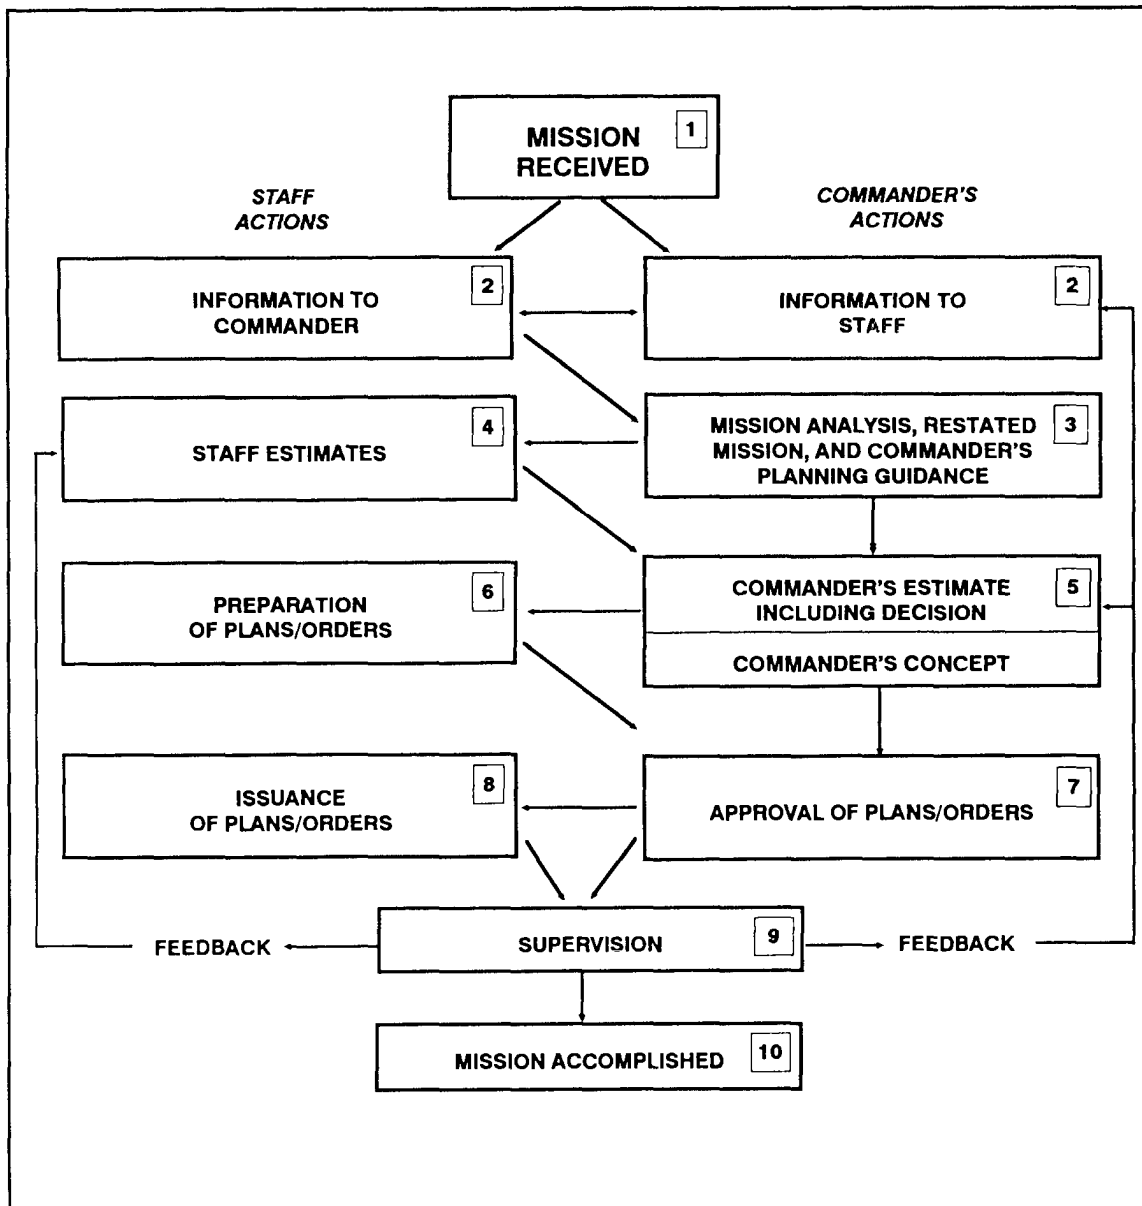 MISSION
RECEIVED
1
STAFF
ACTIONS
COMMANDER'S
ACTIONS
INFORMATION TO
COMMANDER
2
INFORMATION TO
STAFF
2
STAFF ESTIMATES
4
MISSION ANALYSIS, RESTATED
MISSION, AND COMMANDER'S
PLANNING GUIDANCE
3
PREPARATION
OF PLANS/ORDERS
6
COMMANDER'S ESTIMATE
INCLUDING DECISION
5
COMMANDER'S CONCEPT
ISSUANCE
OF PLANS/ORDERS
8
APPROVAL OF PLANS/ORDERS
7
FEEDBACK
SUPERVISION
9
FEEDBACK
MISSION ACCOMPLISHED
10